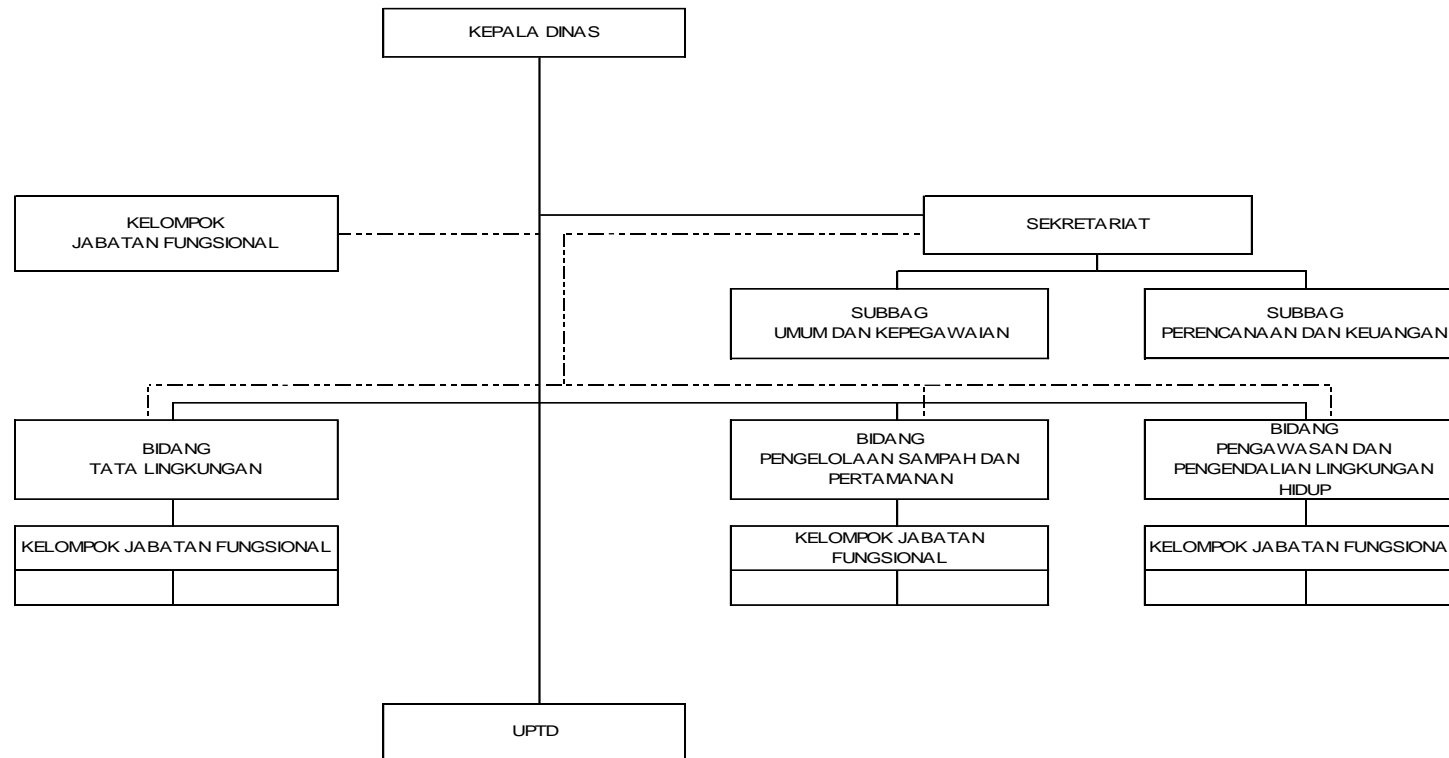 KEPALA DINAS
KELOMPOK
JABATAN FUNGSIONAL
SEKRETARIAT
SUBBAG
UMUM DAN KEPEGAWAIAN
SUBBAG
PERENCANAAN DAN KEUANGAN
BIDANG
TATA LINGKUNGAN
BIDANG
PENGELOLAAN SAMPAH DAN
PERTAMANAN
BIDANG
PENGAWASAN DAN
PENGENDALIAN LINGKUNGAN
HIDUP
KELOMPOK JABATAN FUNGSIONAL
KELOMPOK JABATAN
FUNGSIONAL
KELOMPOK JABATAN FUNGSIONA
UPTD